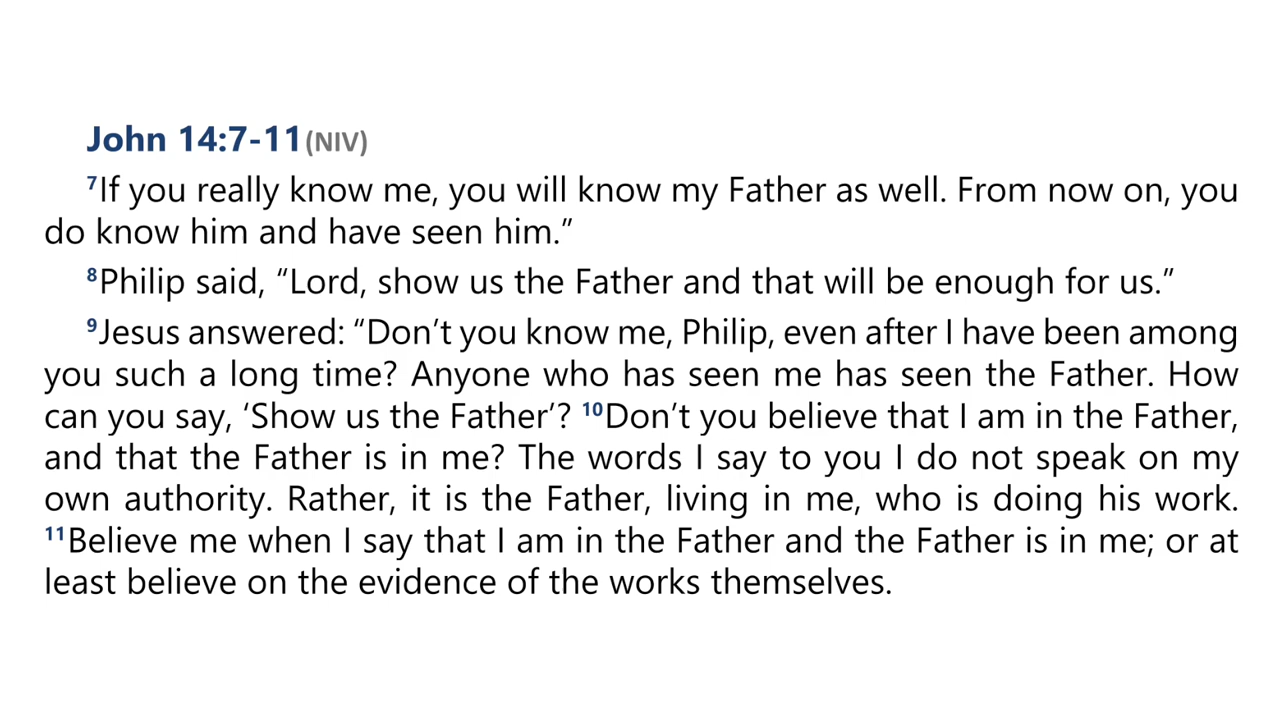 John 14:7-11(NIV)
⁷If you really know me, you will know my Father as well. From now on, you
do know him and have seen him.”
⁸Philip said, “Lord, show us the Father and that will be enough for us.”
⁹Jesus answered: “Don’t you know me, Philip, even after I have been among
you such a long time? Anyone who has seen me has seen the Father. How
can you say, ‘Show us the Father’? ¹⁰Don’t you believe that I am in the Father,
and that the Father is in me? The words I say to you I do not speak on my
own authority. Rather, it is the Father, living in me, who is doing his work.
¹¹Believe me when I say that I am in the Father and the Father is in me; or at
least believe on the evidence of the works themselves.